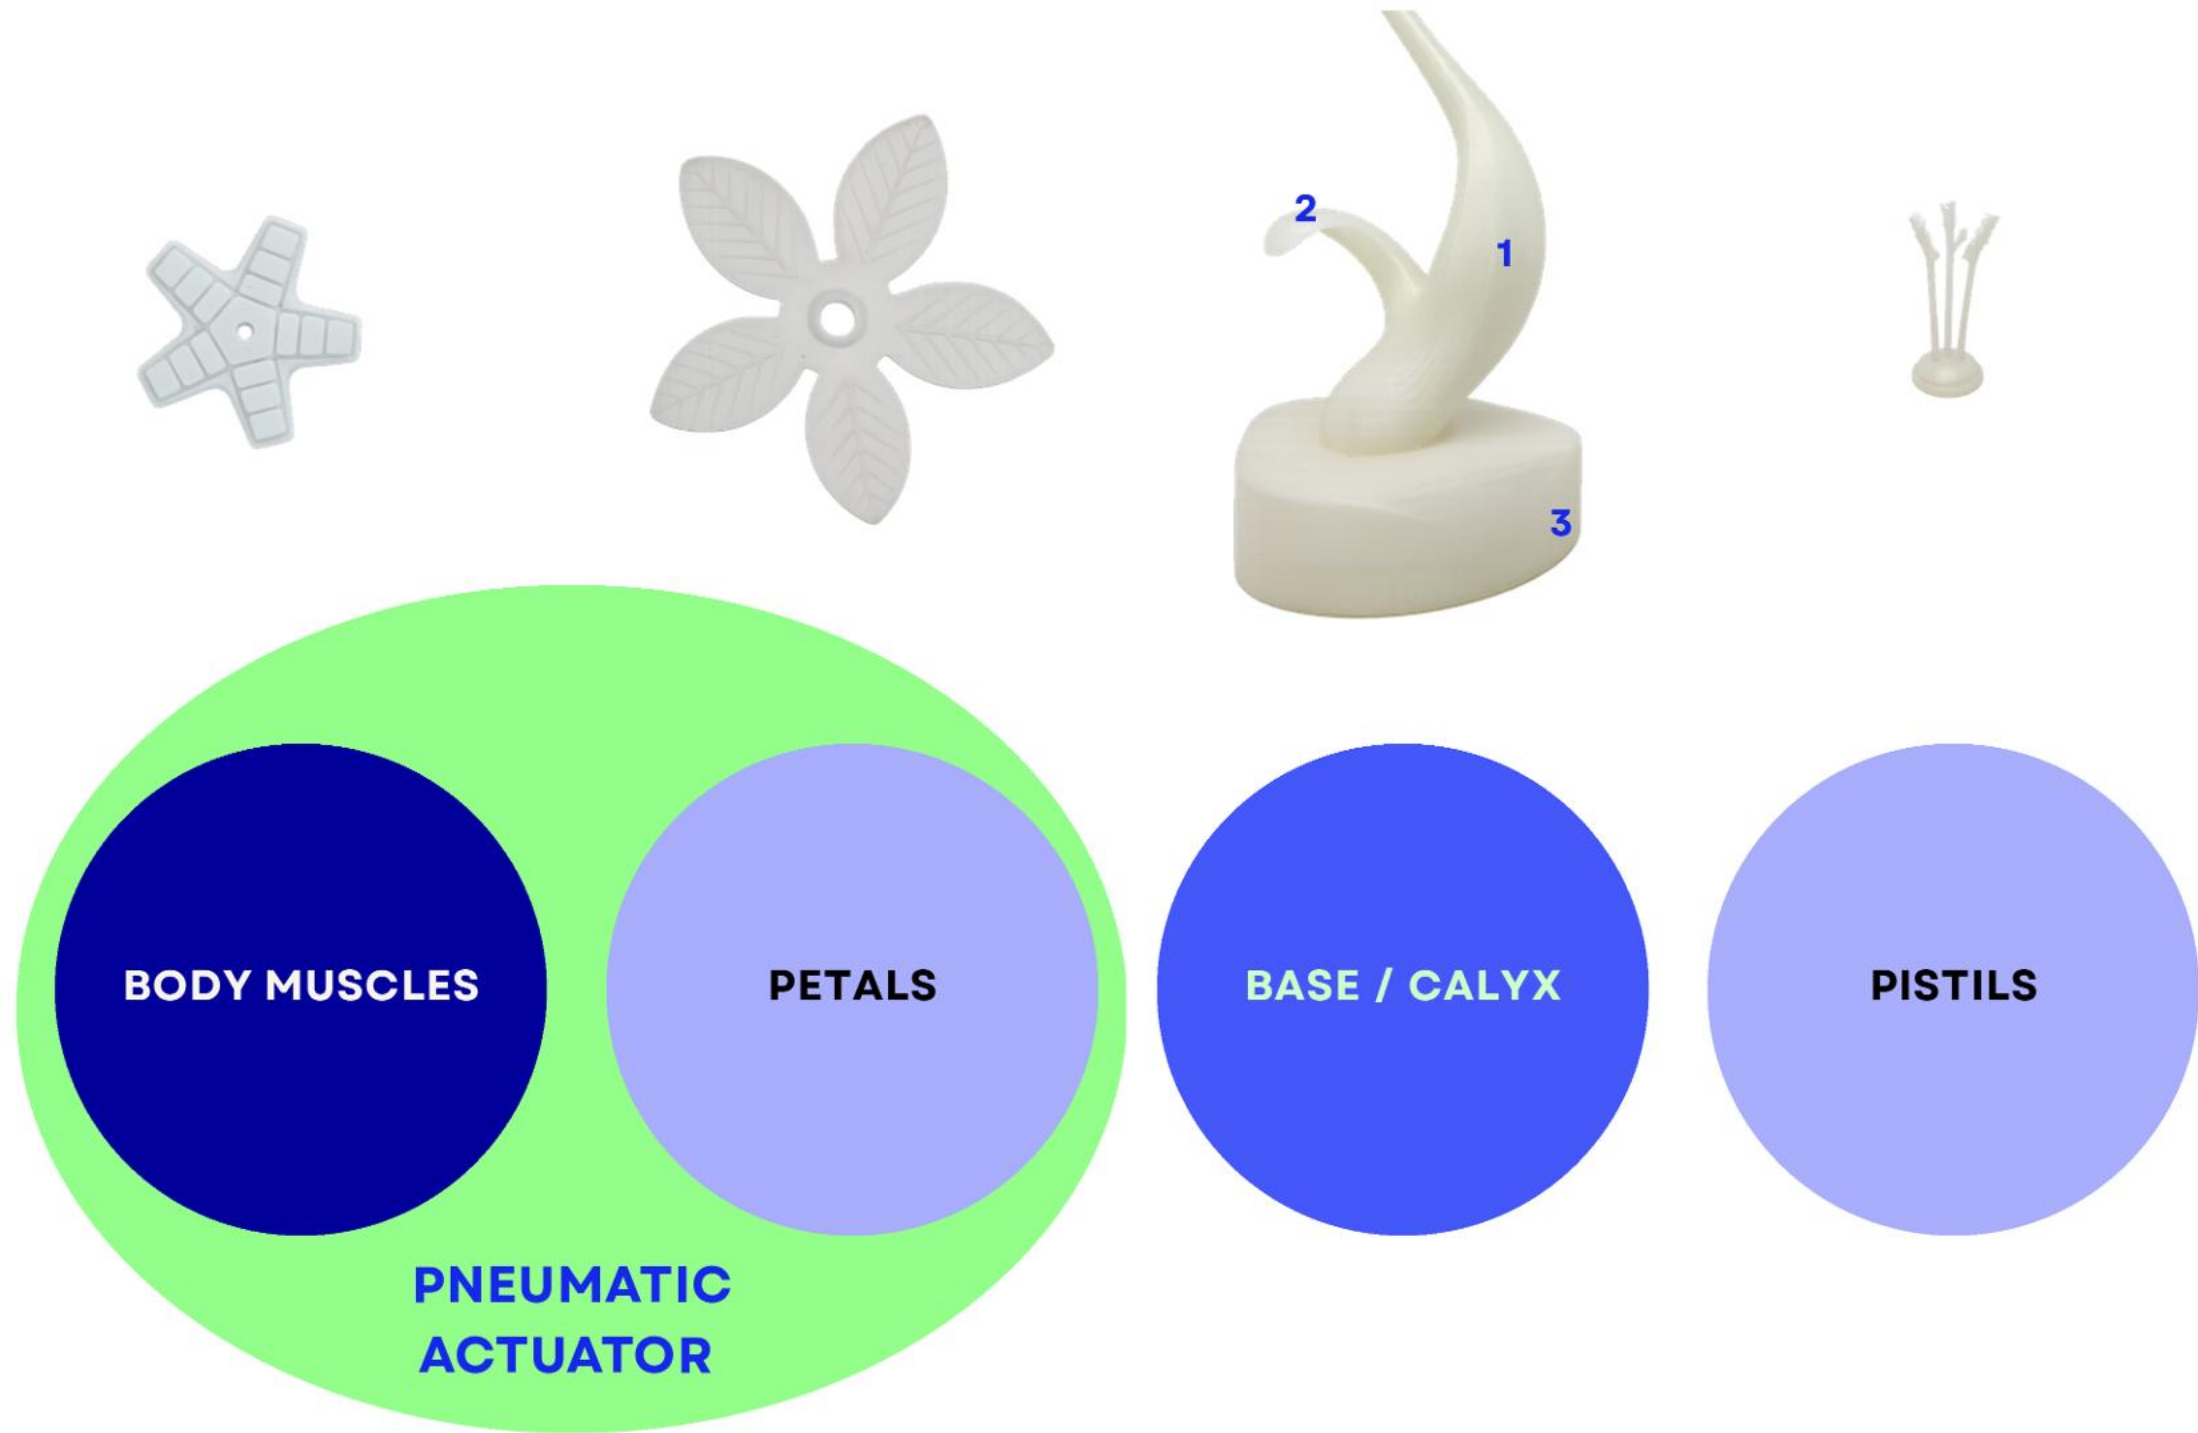 2
1
3
BODY MUSCLES
PETALS
BASE / CALYX
PISTILS
PNEUMATIC
ACTUATOR